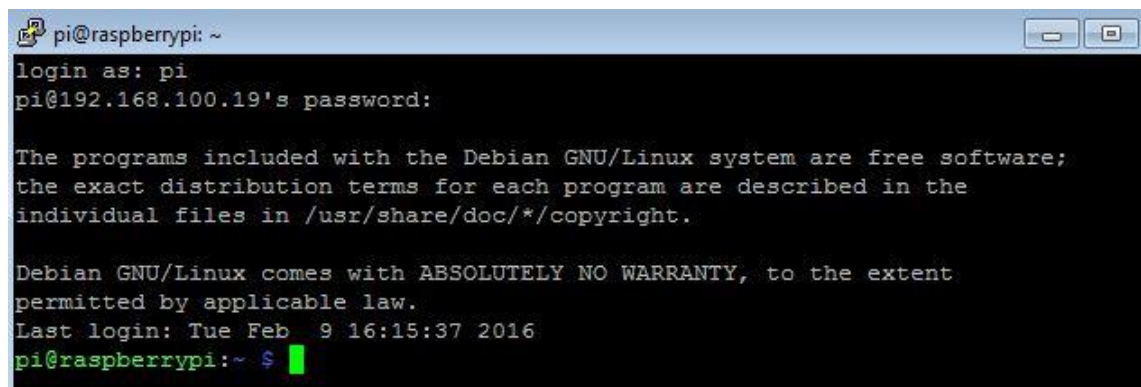 pi@raspberrypi: ~
login as: pi
pi@192.168.100.19's password:
The programs included with the Debian GNU/Linux system are free software;
the exact distribution terms for each program are described in the
individual files in /usr/share/doc/*/copyright.
Debian GNU/Linux comes with ABSOLUTELY NO WARRANTY, to the extent
permitted by applicable law.
Last login: Tue Feb  9 16:15:37 2016
pi@raspberrypi:~ $